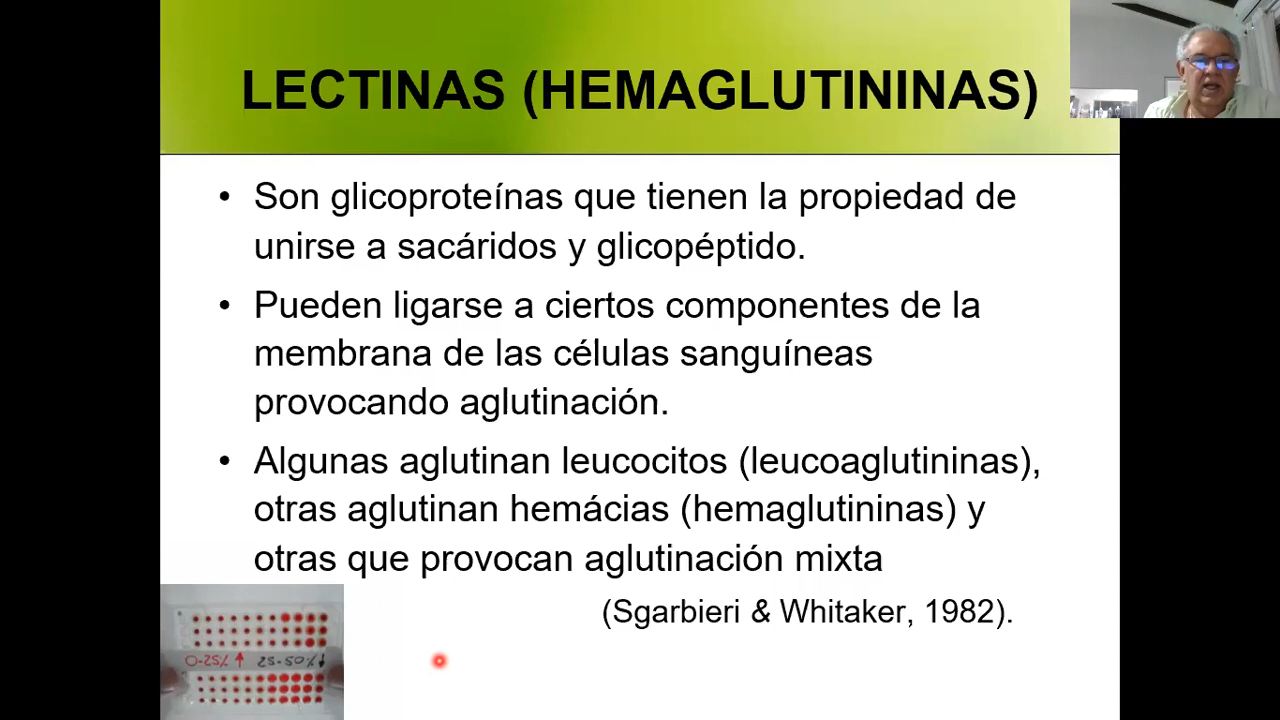 LECTINAS (HEMAGLUTININAS)
• Son glicoproteínas que tienen la propiedad de
unirse a sacáridos y glicopéptido.
• Pueden ligarse a ciertos componentes de la
membrana de las células sanguíneas
provocando aglutinación.
• Algunas aglutinan leucocitos (leucoaglutininas),
otras aglutinan hemácias (hemaglutininas) y
otras que provocan aglutinación mixta
(Sgarbieri & Whitaker, 1982).